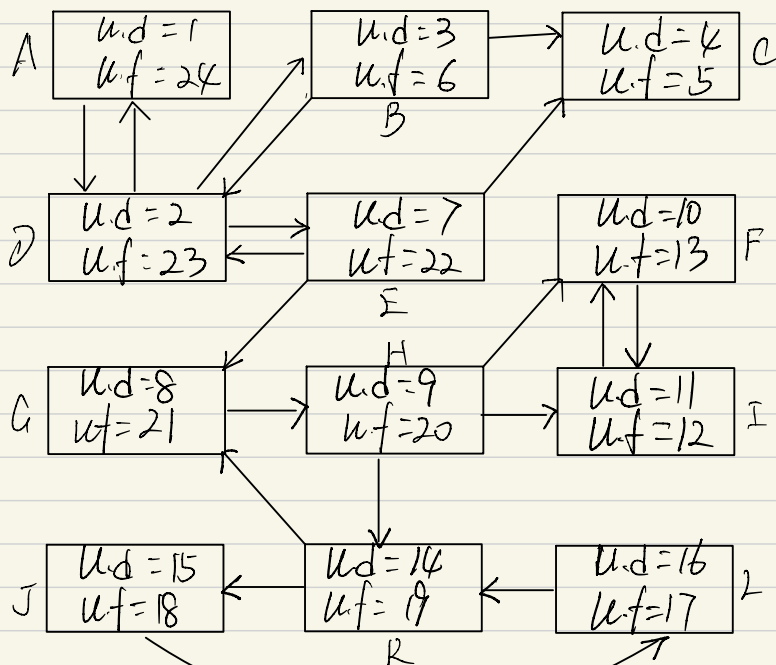 A
u.d=1
u.f=24
u.d=3
u.f=6
B
u.d=4
u.f=5
C
D
u.d=2
u.f=23
u.d=7
u.f=22
E
u.d=10
u.f=13
F
G
u.d=8
u.f=21
H
u.d=9
u.f=20
u.d=11
u.f=12
I
J
u.d=15
u.f=18
u.d=14
u.f=19
K
u.d=16
u.f=17
L